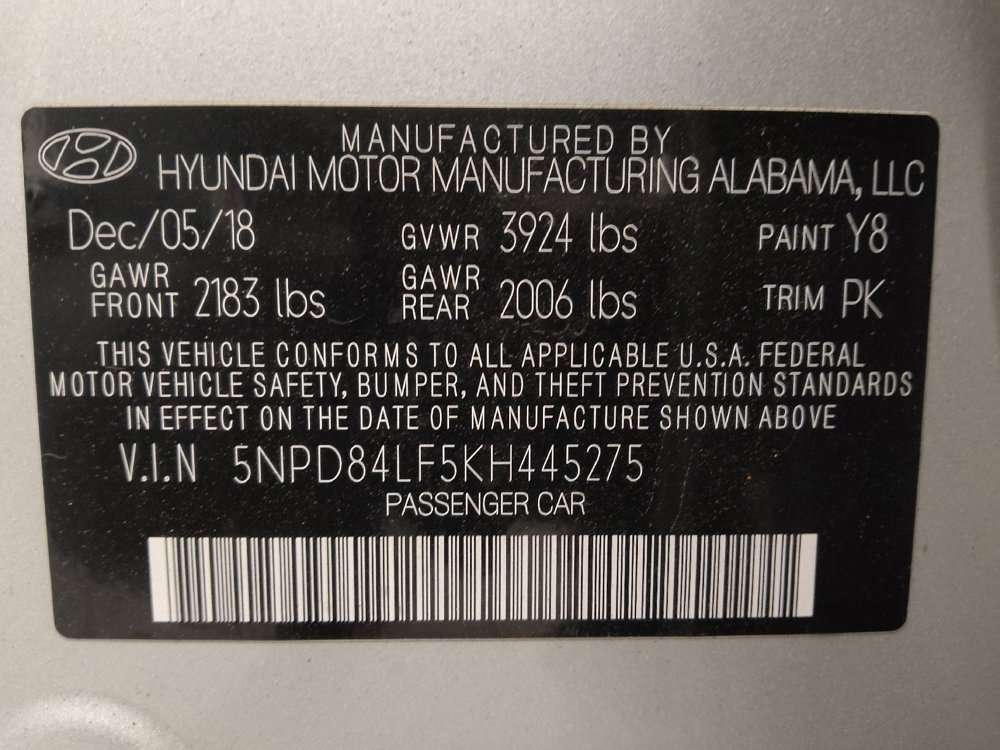 MANUFACTURED BY
HYUNDAI MOTOR MANUFACTURING ALABAMA, LLC
Dec/05/18 GVWR 3924 lbs PAINT Y8
GAWR FRONT 2183 lbs GAWR REAR 2006 lbs TRIM PK
THIS VEHICLE CONFORMS TO ALL APPLICABLE U.S.A. FEDERAL
MOTOR VEHICLE SAFETY, BUMPER, AND THEFT PREVENTION STANDARDS
IN EFFECT ON THE DATE OF MANUFACTURE SHOWN ABOVE
V.I.N 5NPD84LF5KH445275
PASSENGER CAR